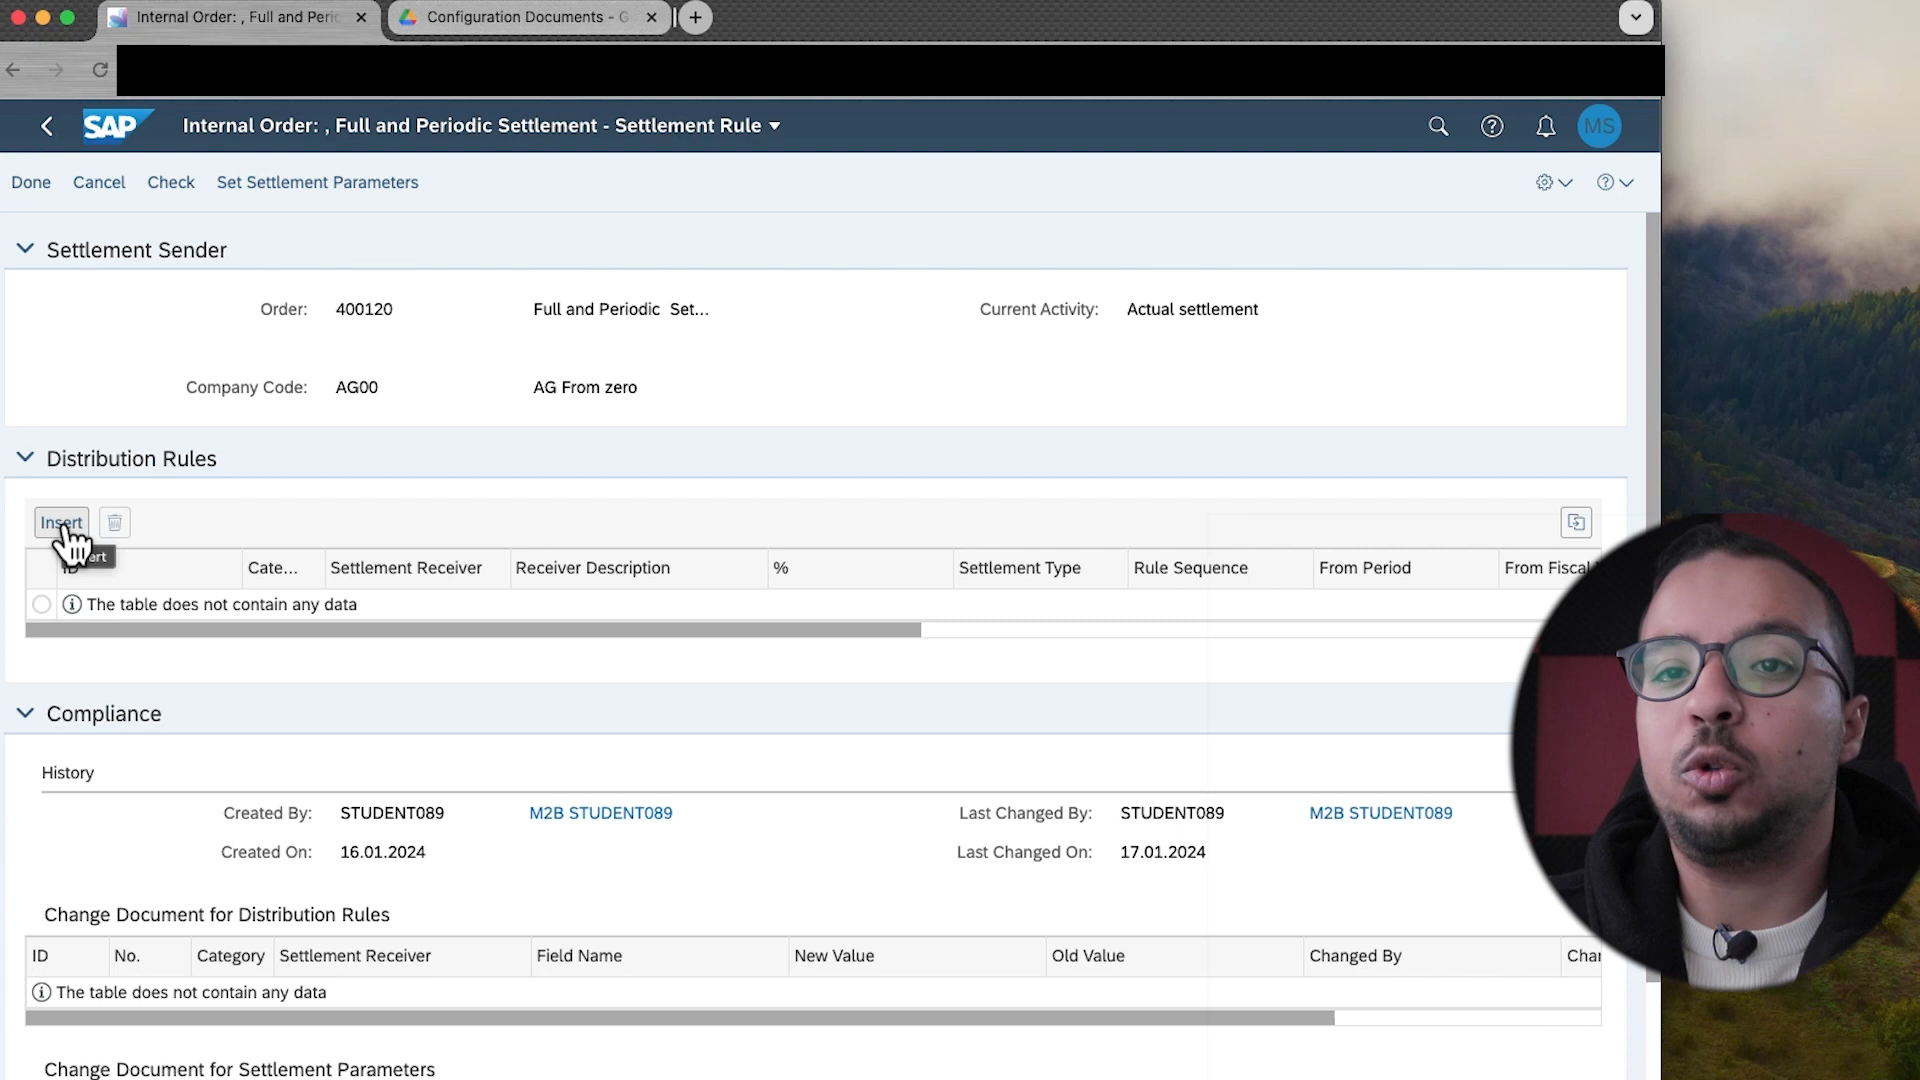 Internal Order: , Full and Peri
Configuration Documents - G
SAP
Internal Order: , Full and Periodic Settlement - Settlement Rule
MS
Done Cancel Check Set Settlement Parameters
Settlement Sender
Order: 400120 Full and Periodic Set... Current Activity: Actual settlement
Company Code: AG00 AG From zero
Distribution Rules
Insert
ert
ID Cate... Settlement Receiver Receiver Description % Settlement Type Rule Sequence From Period From Fiscal
The table does not contain any data
Compliance
History
Created By: STUDENT089 M2B STUDENT089 Last Changed By: STUDENT089 M2B STUDENT089
Created On: 16.01.2024 Last Changed On: 17.01.2024
Change Document for Distribution Rules
ID No. Category Settlement Receiver Field Name New Value Old Value Changed By Char
The table does not contain any data
Change Document for Settlement Parameters